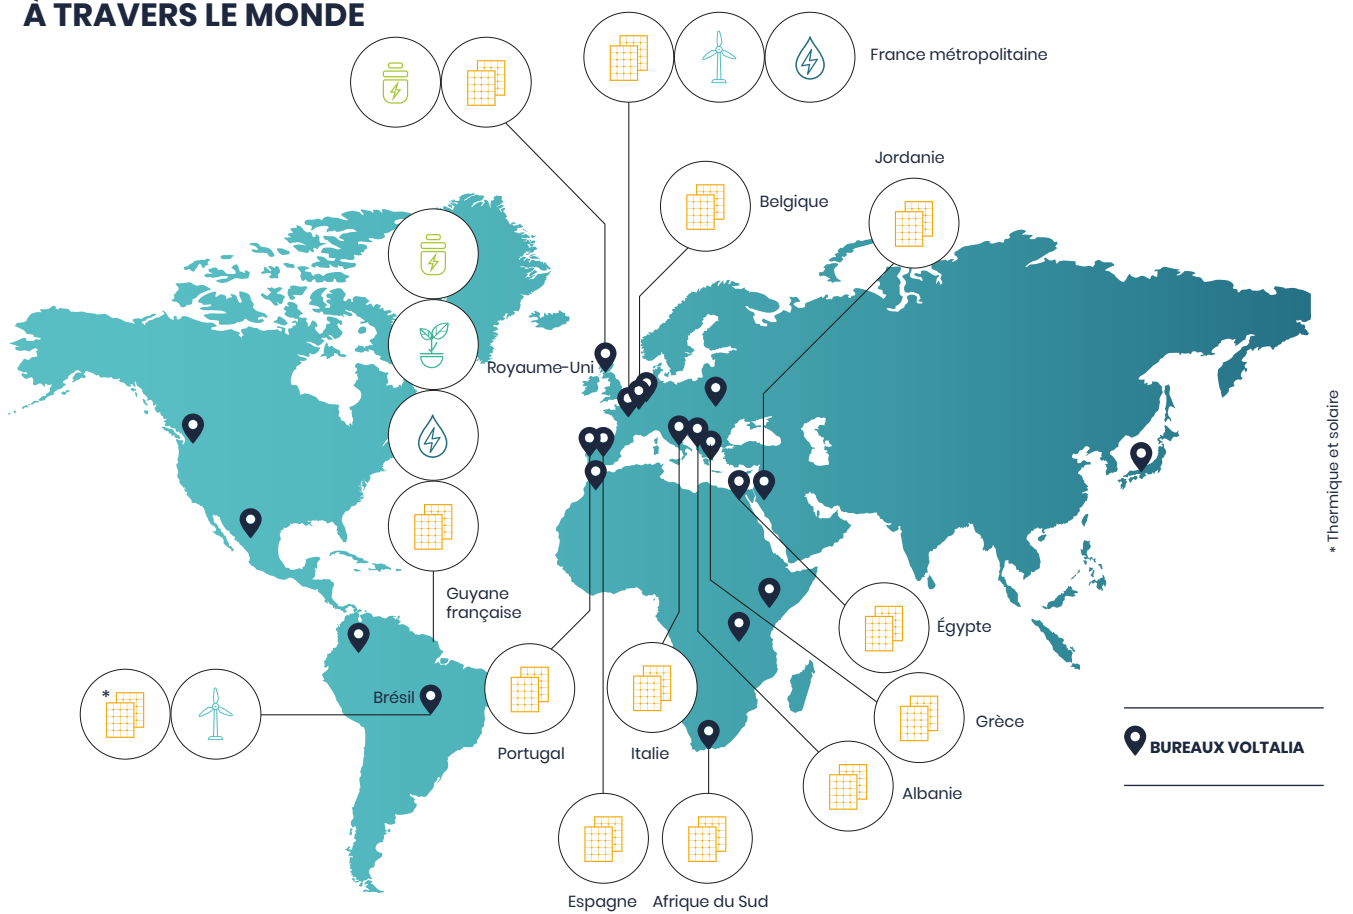 À TRAVERS LE MONDE
France métropolitaine
Jordanie
Belgique
Royaume-Uni
* Thermique et solaire
Guyane
française
Égypte
Brésil
*
Grèce
Portugal
Italie
BUREAUX VOLTALIA
Albanie
Espagne
Afrique du Sud